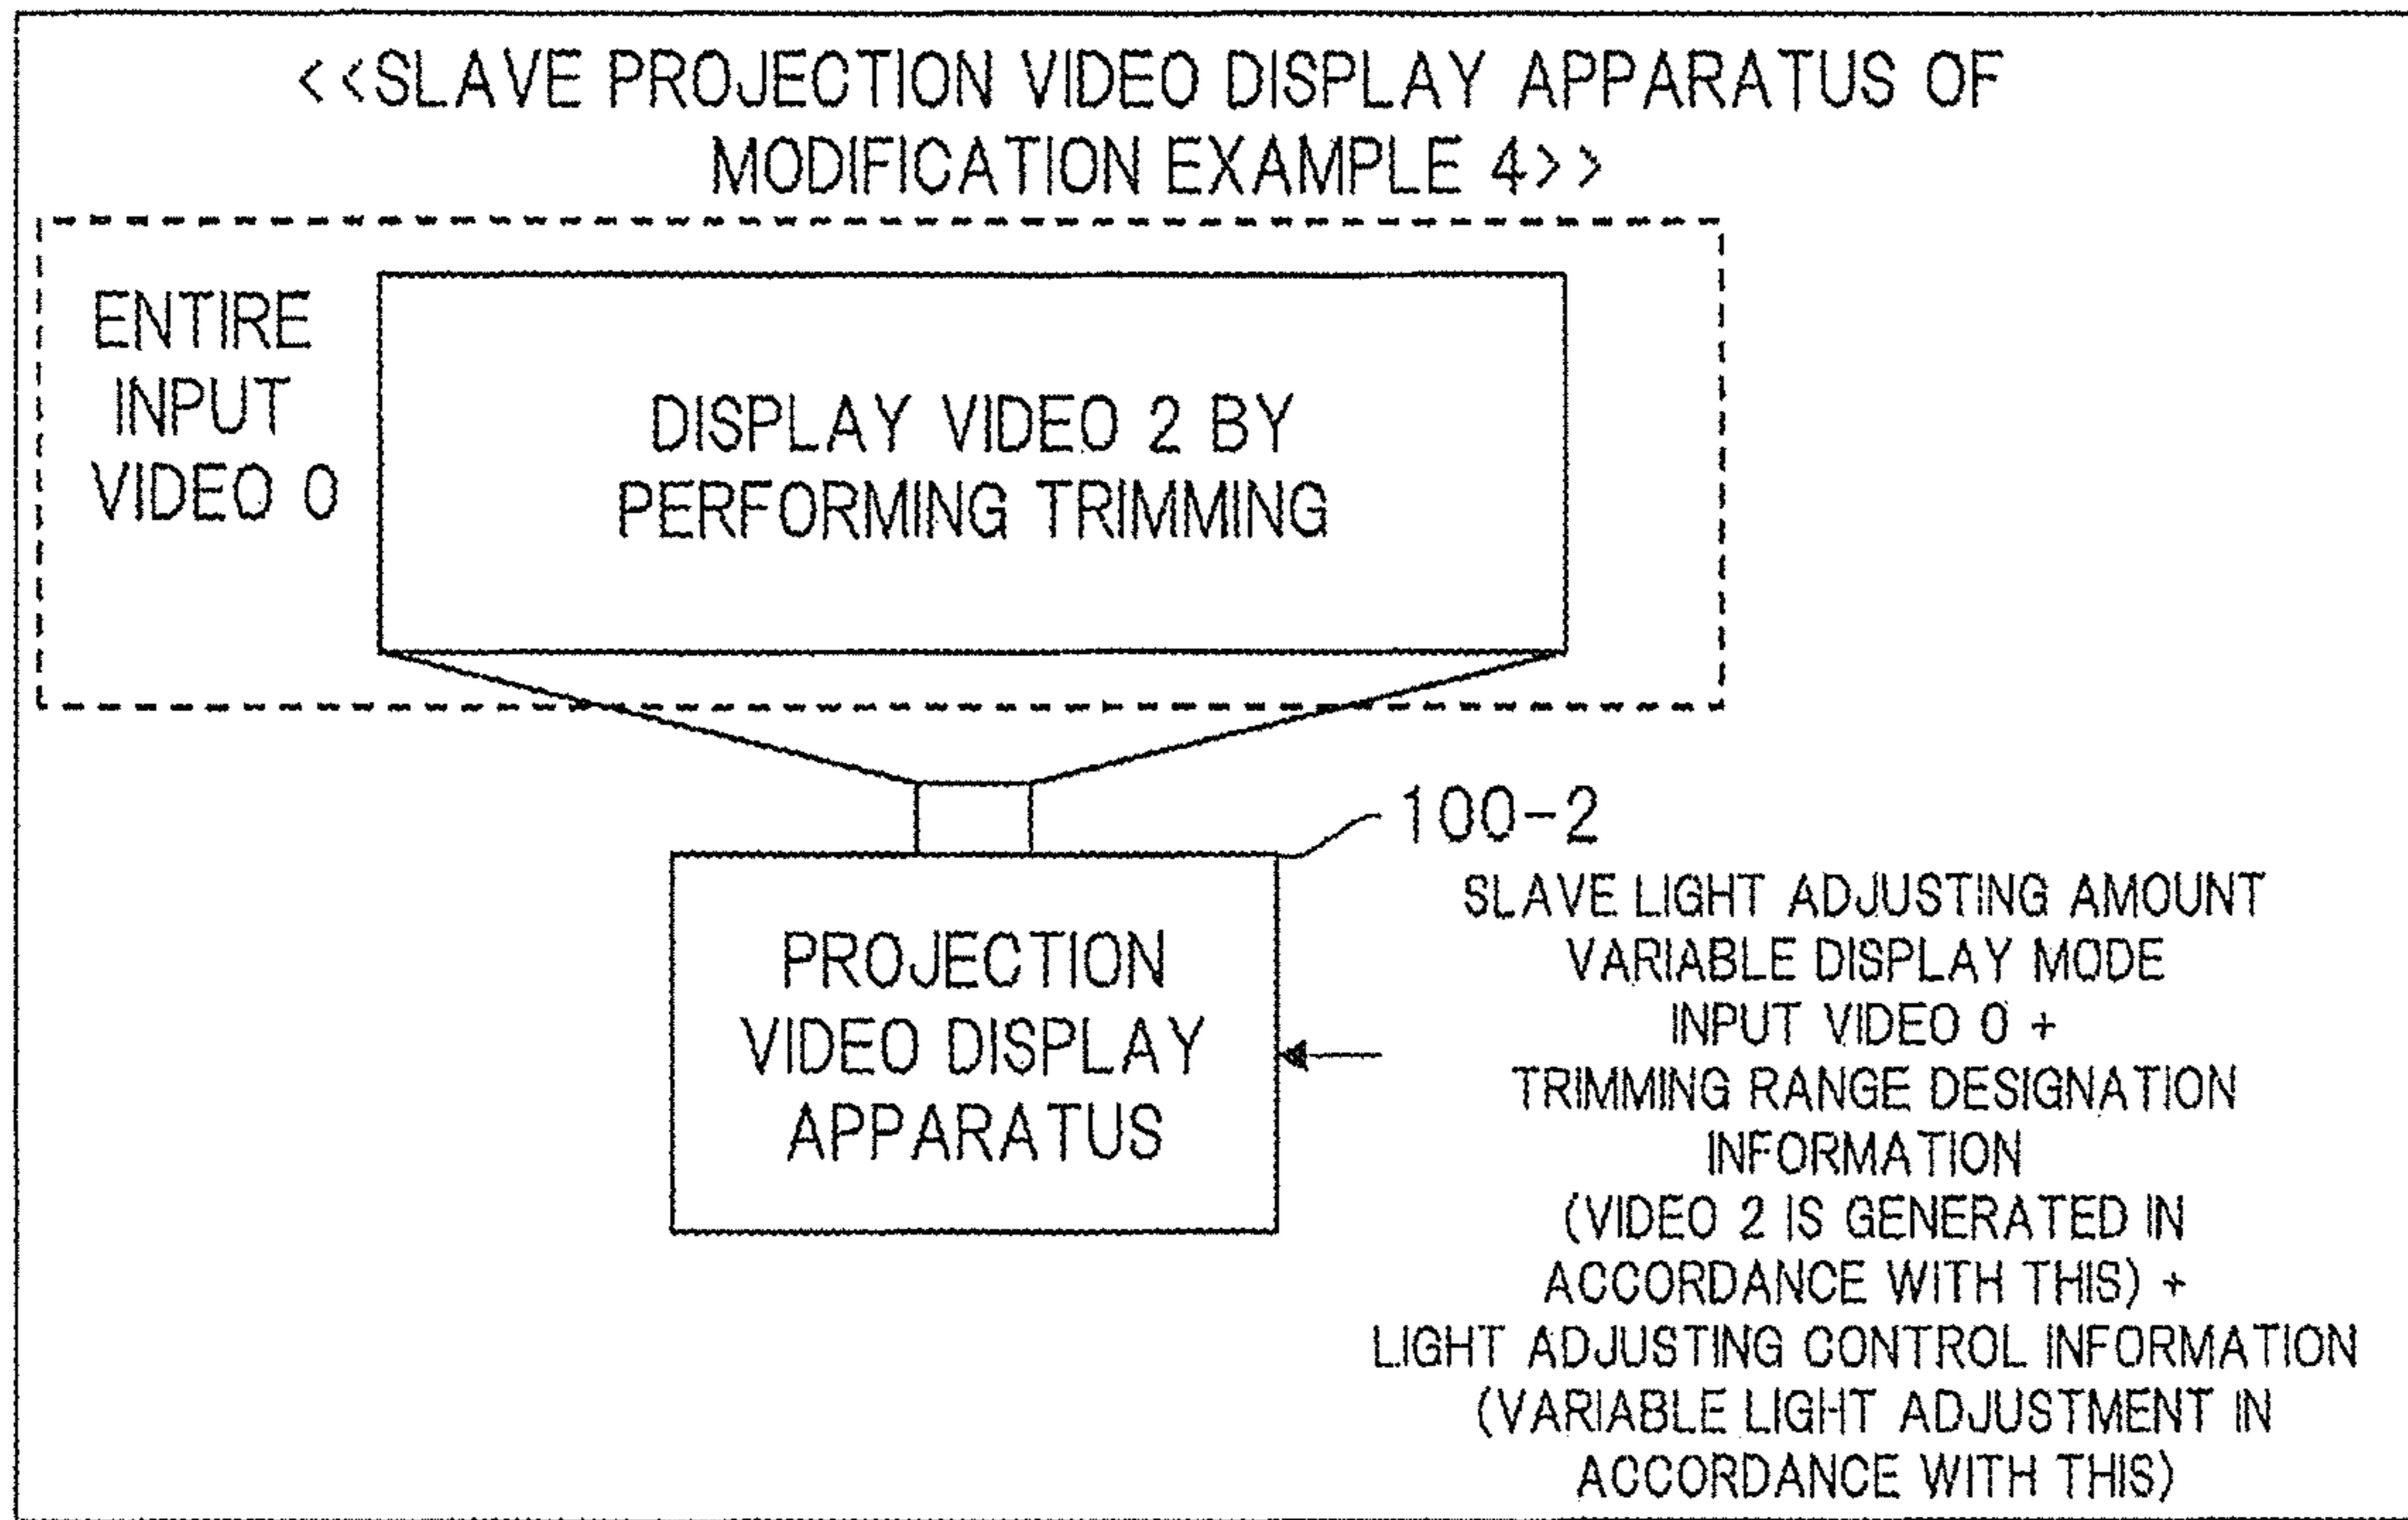 <<SLAVE PROJECTION VIDEO DISPLAY APPARATUS OF
MODIFICATION EXAMPLE 4>>
ENTIRE
INPUT
VIDEO 0
DISPLAY VIDEO 2 BY
PERFORMING TRIMMING
100-2
PROJECTION
VIDEO DISPLAY
APPARATUS
SLAVE LIGHT ADJUSTING AMOUNT
VARIABLE DISPLAY MODE
INPUT VIDEO 0 +
TRIMMING RANGE DESIGNATION
INFORMATION
(VIDEO 2 IS GENERATED IN
ACCORDANCE WITH THIS) +
LIGHT ADJUSTING CONTROL INFORMATION
(VARIABLE LIGHT ADJUSTMENT IN
ACCORDANCE WITH THIS)